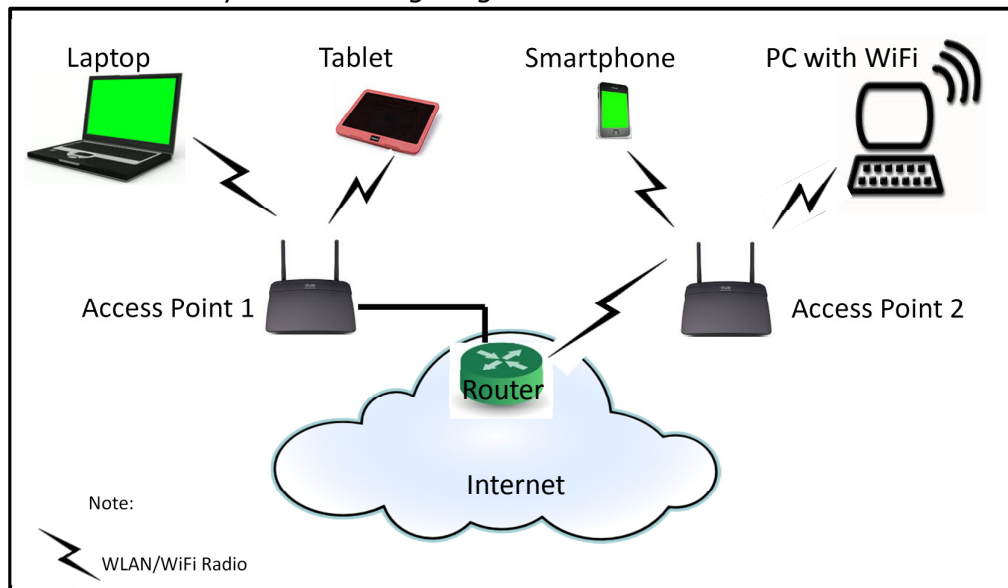 Laptop
Tablet
Smartphone
PC with WiFi
Access Point 1
Access Point 2
Router
Internet
Note:
WLAN/WiFi Radio